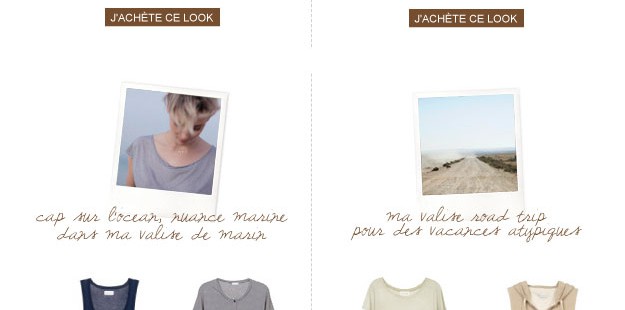 J'ACHÈTE CE LOOK
J'ACHÈTE CE LOOK
cap sur l'ocean, nuance marine
dans ma valise de marin
ma valise road trip
pour des vacances atypiques